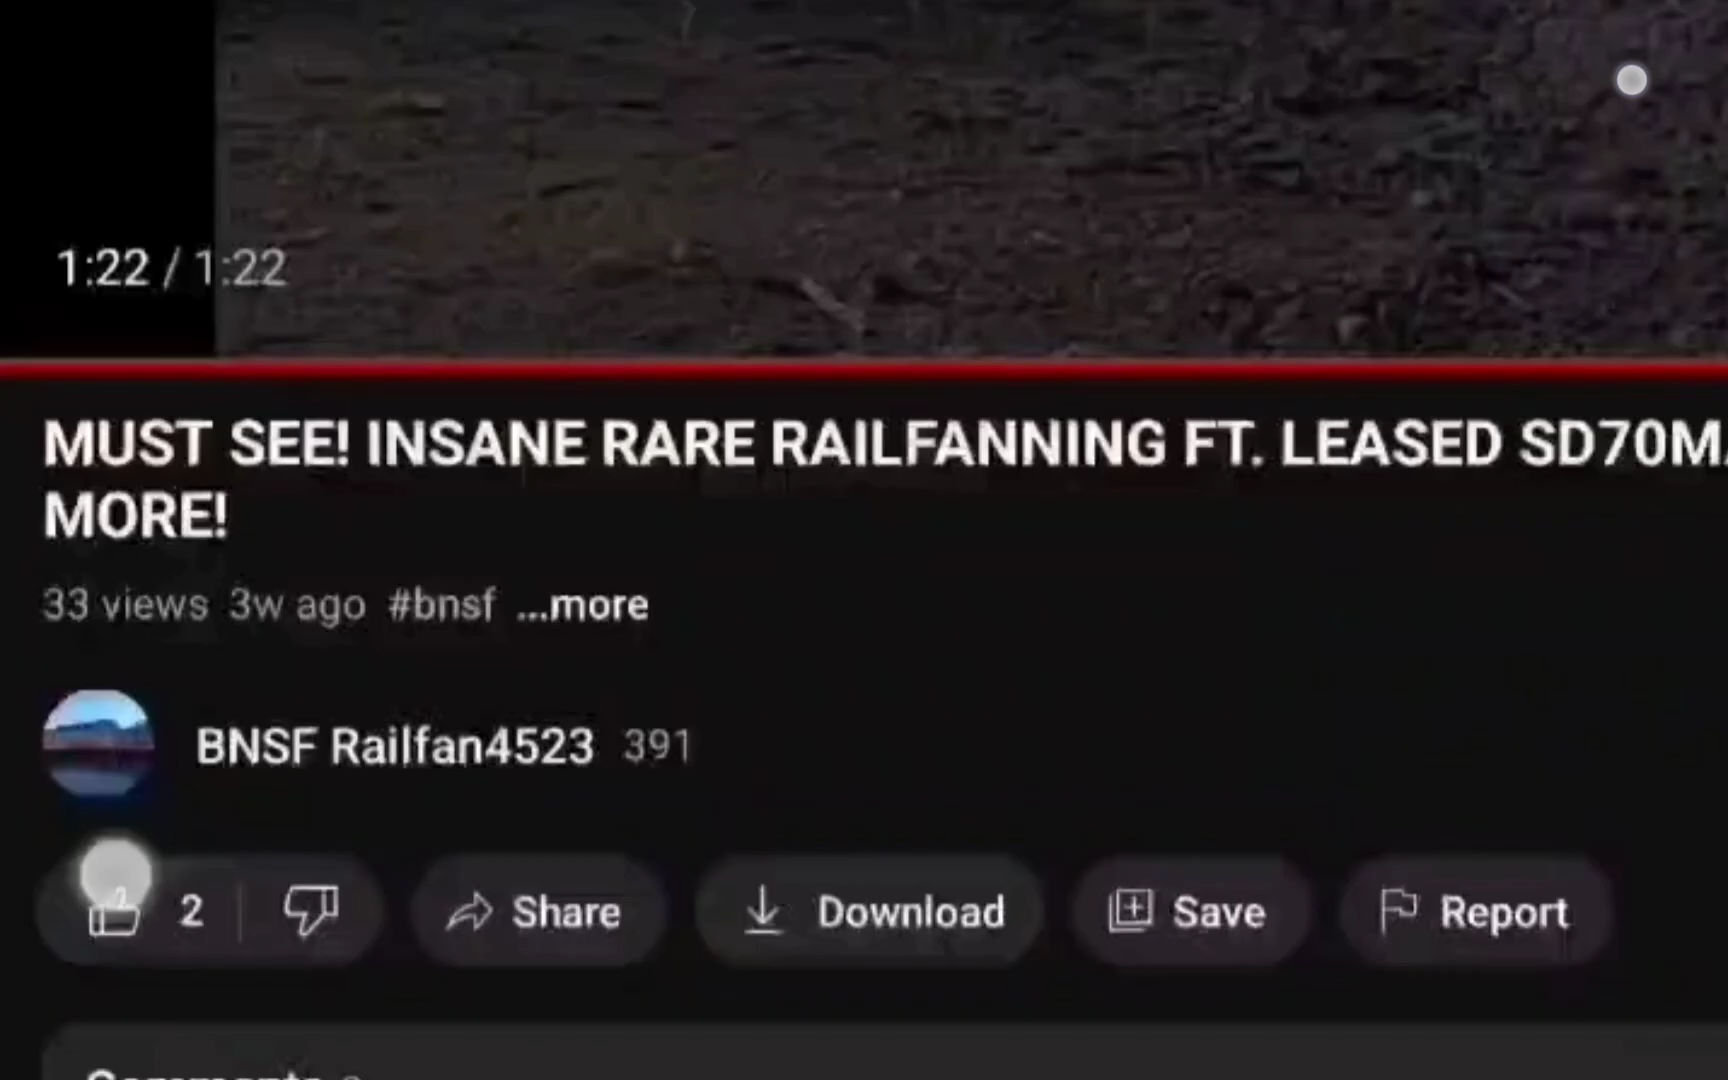 1:22 / 1:22
MUST SEE! INSANE RARE RAILFANNING FT. LEASED SD70M
MORE!
33 views 3w ago #bnsf ...more
BNSF Railfan4523 391
2 Share Download Save Report